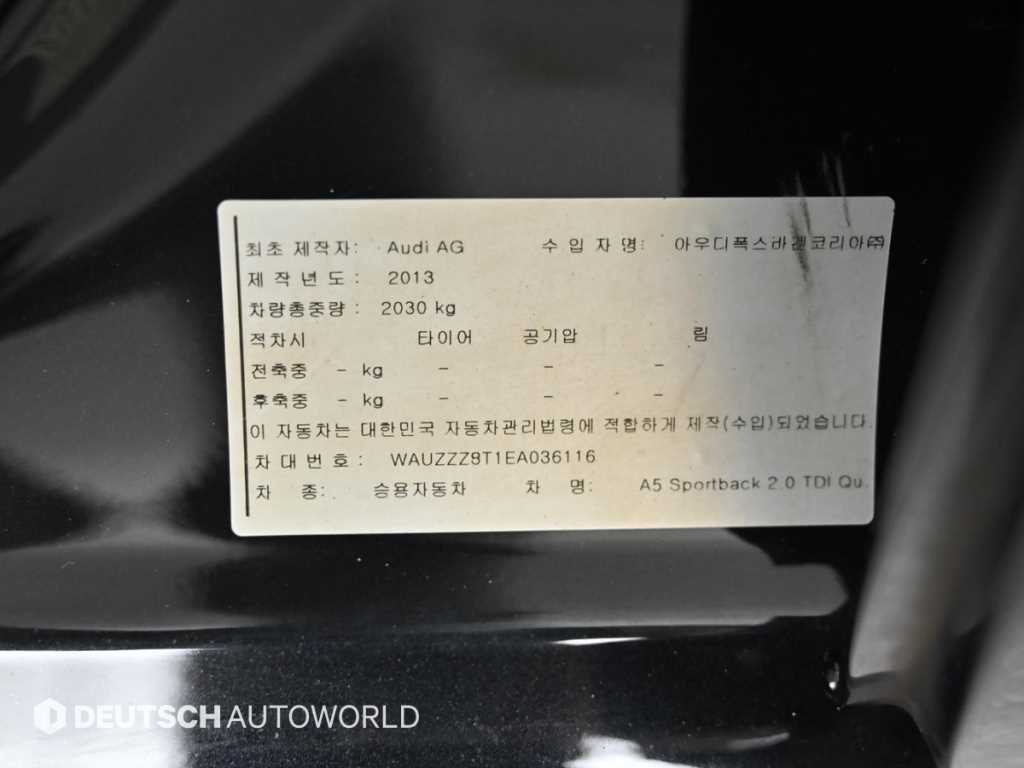 최초 제작자: Audi AG 수 입 자 명: 아우디폭스바겐코리아㈜
제 작 년 도 : 2013
차량총중량 : 2030 kg
적차시 타이어 공기압 림
전축중 - kg - - -
후축중 - kg - - -
이 자동차는 대한민국 자동차관리법령에 적합하게 제작(수입)되었습니다.
차 대 번 호 : WAUZZZ8T1EA036116
차 종: 승용자동차 차 명: A5 Sportback 2.0 TDI Qu.
DEUTSCH AUTOWORLD